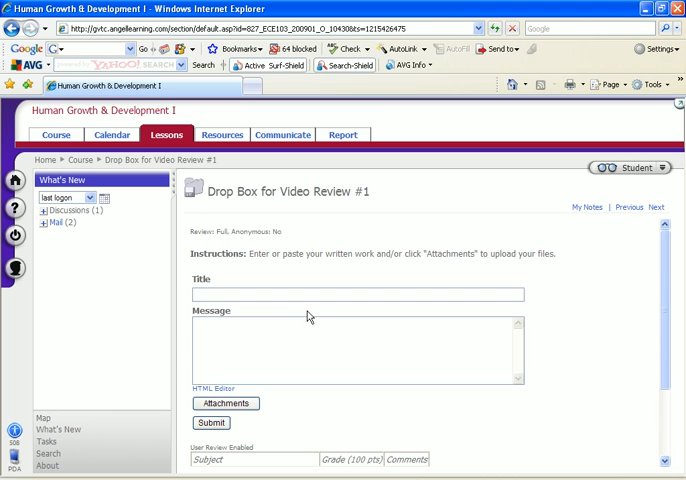 Human Growth & Development I - Windows Internet Explorer
http://gvtc.angellearning.com/section/default.asp?id=827_ECE103_200901_O_10430&ts=1215426475
Google G Go Bookmarks 64 blocked Check AutoLink AutoFill Send to Settings
AVG powered by YAHOO! SEARCH Search Active Surf-Shield Search-Shield AVG Info
Human Growth & Development I Page Tools
Human Growth & Development I
Course Calendar Lessons Resources Communicate Report
Home Course Drop Box for Video Review #1
Student
What's New
last logon
Discussions (1)
Mail (2)
Drop Box for Video Review #1
My Notes | Previous Next
Review: Full, Anonymous: No
Instructions: Enter or paste your written work and/or click "Attachments" to upload your files.
Title
Message
HTML Editor
Attachments
Submit
User Review Enabled
Subject Grade (100 pts) Comments
Map
What's New
Tasks
Search
About
508
PDA